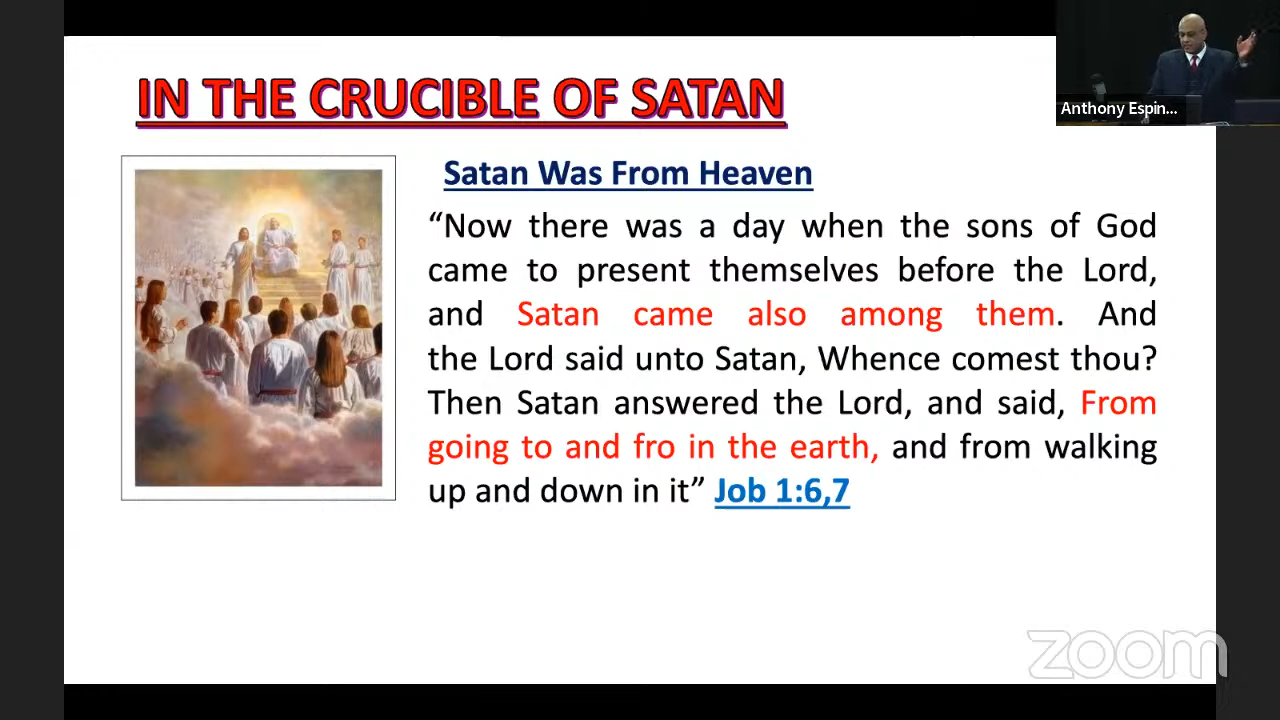 IN THE CRUCIBLE OF SATAN
Anthony Espin...
Satan Was From Heaven
“Now there was a day when the sons of God
came to present themselves before the Lord,
and Satan came also among them. And
the Lord said unto Satan, Whence comest thou?
Then Satan answered the Lord, and said, From
going to and fro in the earth, and from walking
up and down in it” Job 1:6,7
zoom